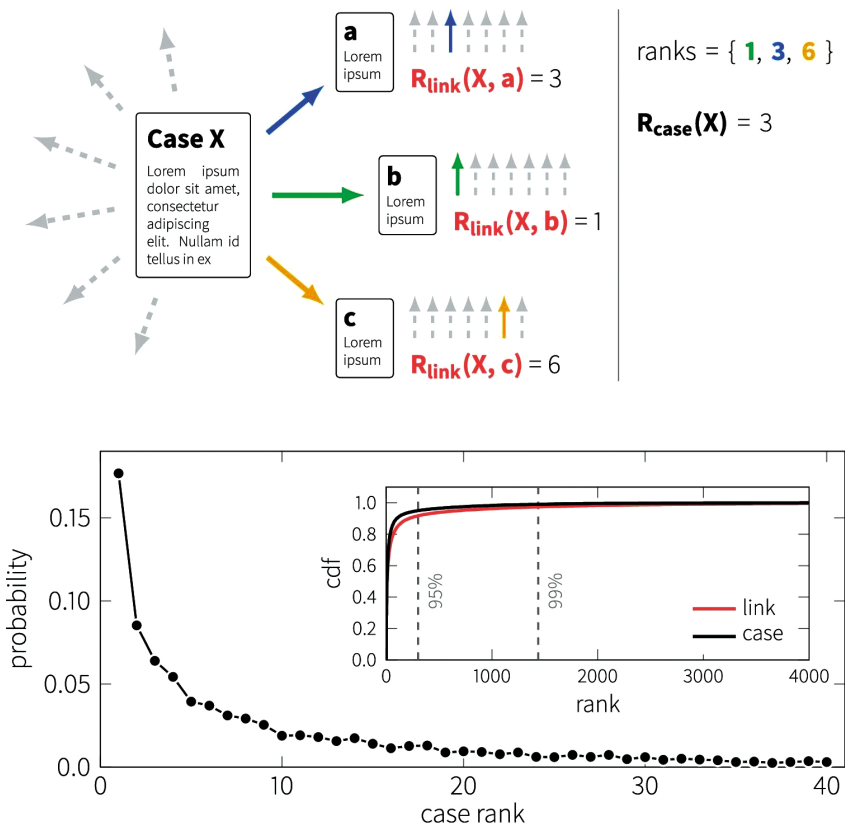 a
Lorem
ipsum
R_link(X, a) = 3
ranks = { 1, 3, 6 }
R_case(X) = 3
Case X
Lorem ipsum
dolor sit amet,
consectetur
adipiscing
elit. Nullam id
tellus in ex
b
Lorem
ipsum
R_link(X, b) = 1
c
Lorem
ipsum
R_link(X, c) = 6
probability
0.15
0.10
0.05
0.0
0
10
20
30
40
case rank
cdf
1.0
0.8
0.6
0.4
0.2
0.0
95%
99%
link
case
0
1000
2000
3000
4000
rank